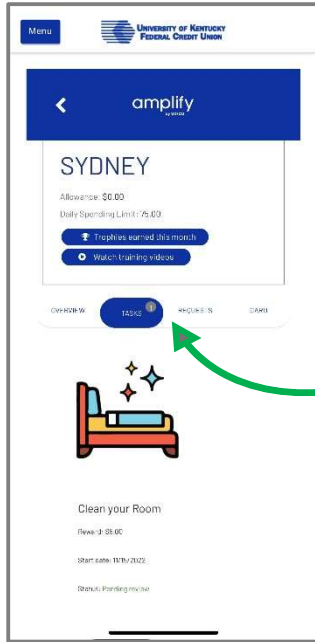 Menu
UNIVERSITY OF KENTUCKY
FEDERAL CREDIT UNION
amplify
SYDNEY
Allowance: $0.00
Daily Spending Limit: 75.00
Trophies earned this month
Watch training videos
OVERVIEW TASKS 1 REQUESTS CARD
Clean your Room
Reward: $5.00
Start date: 11/15/2022
Status: Pending review